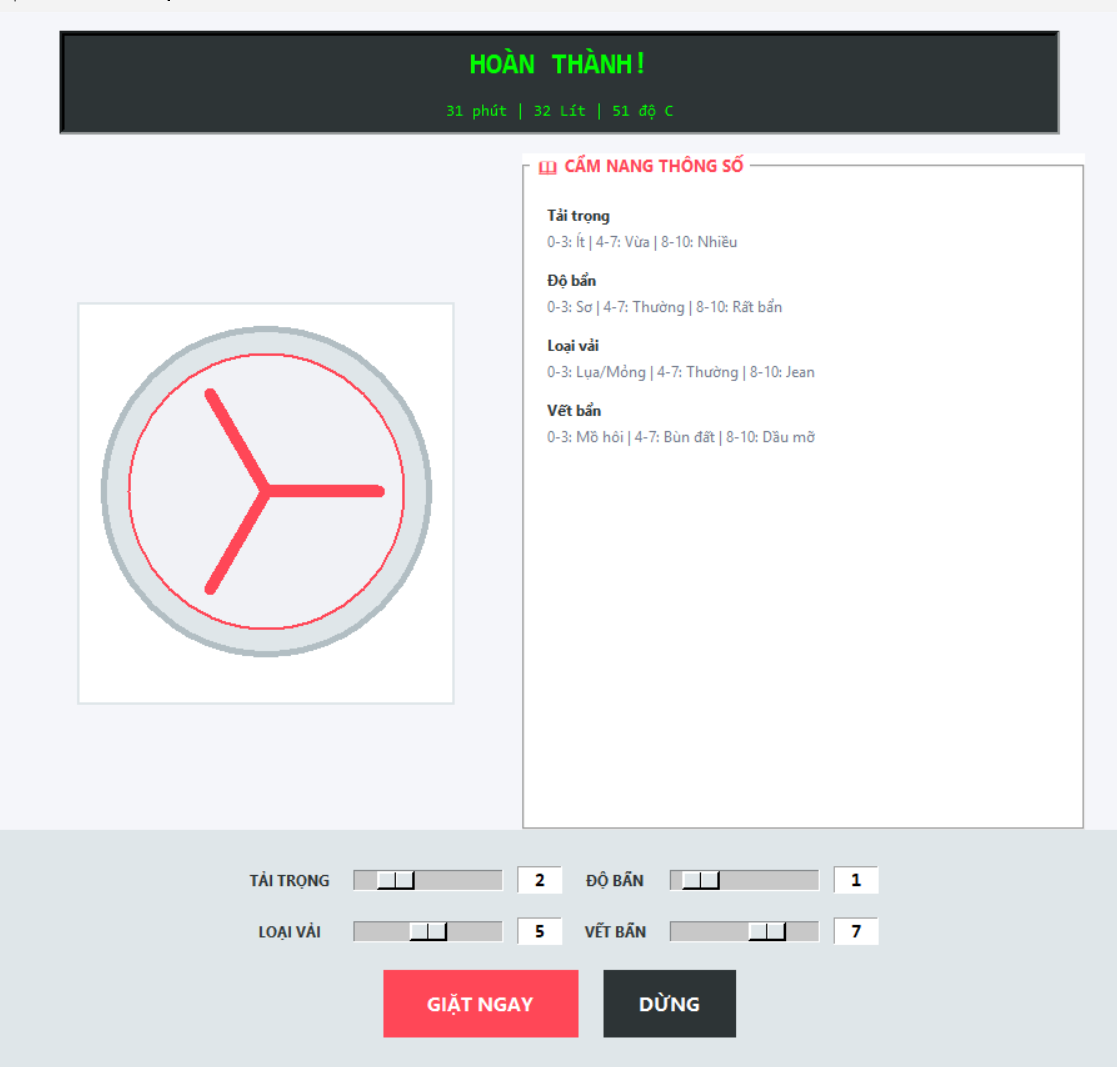 HOÀN THÀNH!
31 phút | 32 Lít | 51 độ C
CẨM NANG THÔNG SỐ
Tải trọng
0-3: Ít | 4-7: Vừa | 8-10: Nhiều
Độ bẩn
0-3: Sơ | 4-7: Thường | 8-10: Rất bẩn
Loại vải
0-3: Lụa/Mỏng | 4-7: Thường | 8-10: Jean
Vết bẩn
0-3: Mồ hôi | 4-7: Bùn đất | 8-10: Dầu mỡ
TẢI TRỌNG 2 ĐỘ BẨN 1
LOẠI VẢI 5 VẾT BẨN 7
GIẶT NGAY DỪNG